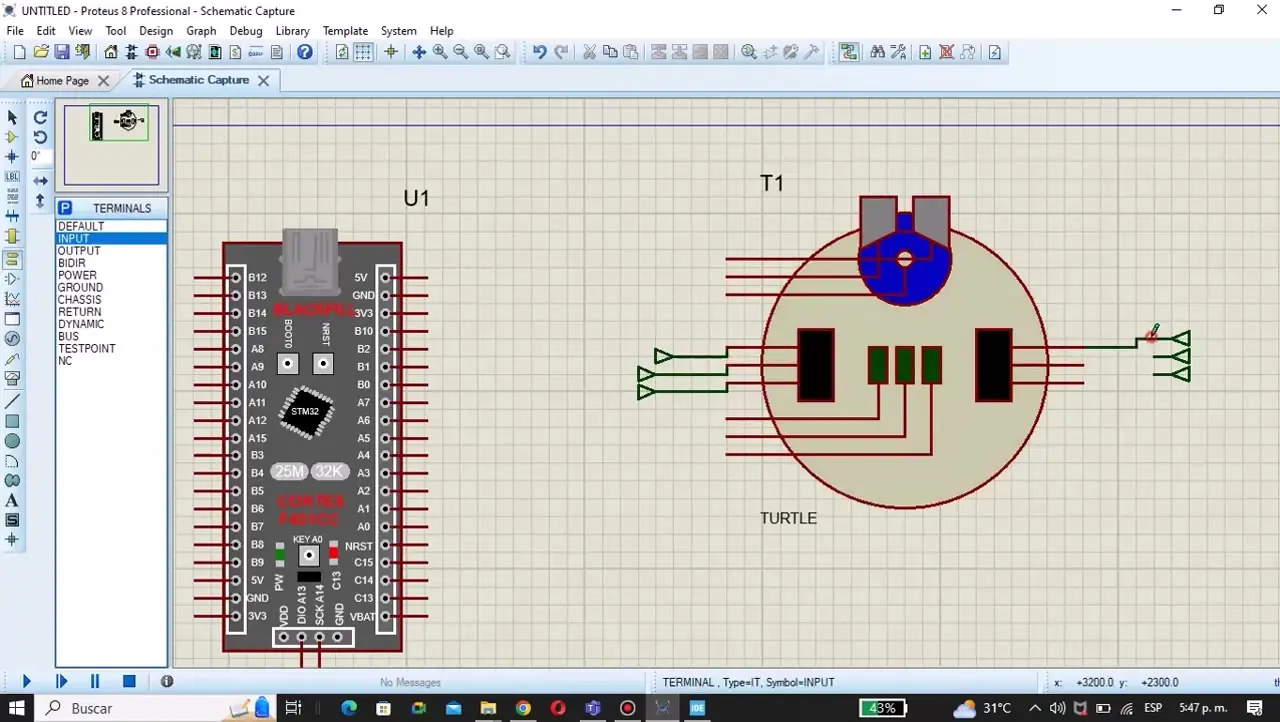 UNTITLED - Proteus 8 Professional - Schematic Capture
File Edit View Tool Design Graph Debug Library Template System Help
Home Page Schematic Capture
0°
LBL
P TERMINALS
DEFAULT
INPUT
OUTPUT
BIDIR
POWER
GROUND
CHASSIS
RETURN
DYNAMIC
BUS
TESTPOINT
NC
A
S
U1
B12
B13
B14
B15
A8
A9
A10
A11
A12
A15
B3
B4
B5
B6
B7
B8
B9
5V
GND
3V3
BLACKPILL
BOOT0
NRST
STM32
25M 32K
CORTEX
F401CC
KEY A0
PW
C13
VDD
DIO A13
SCK A14
GND
5V
GND
3V3
B10
B2
B1
B0
A7
A6
A5
A4
A3
A2
A1
A0
NRST
C15
C14
C13
VBAT
T1
TURTLE
No Messages
TERMINAL , Type=IT, Symbol=INPUT
x: +3200.0 y: +2300.0 th
Buscar
IDE
43%
31°C
ESP
5:47 p. m.